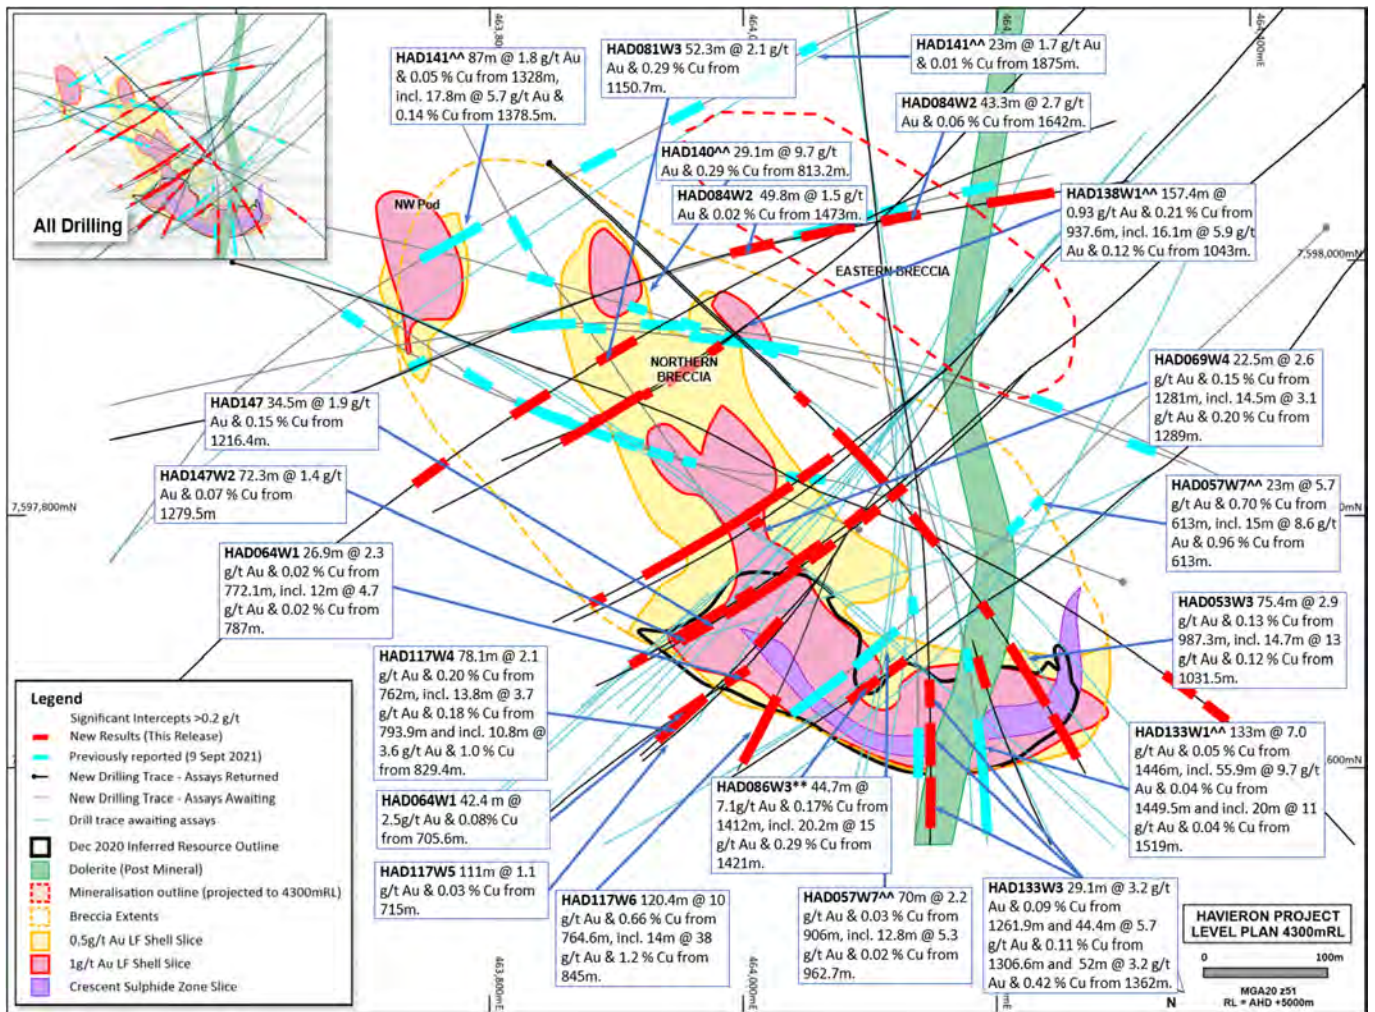 463,80
464,0
464,400mE
HAD141^^ 87m @ 1.8 g/t Au
& 0.05 % Cu from 1328m,
incl. 17.8m @ 5.7 g/t Au &
0.14 % Cu from 1378.5m.
HAD081W3 52.3m @ 2.1 g/t
Au & 0.29 % Cu from
1150.7m.
HAD141^^ 23m @ 1.7 g/t Au
& 0.01 % Cu from 1875m.
HAD084W2 43.3m @ 2.7 g/t
Au & 0.06 % Cu from 1642m.
HAD140^^ 29.1m @ 9.7 g/t
Au & 0.29 % Cu from 813.2m.
HAD084W2 49.8m @ 1.5 g/t
Au & 0.02 % Cu from 1473m.
HAD138W1^^ 157.4m @
0.93 g/t Au & 0.21 % Cu from
937.6m, incl. 16.1m @ 5.9 g/t
Au & 0.12 % Cu from 1043m.
All Drilling
NW Pod
EASTERN BRECCIA
7,598,000mN
NORTHERN
BRECCIA
HAD069W4 22.5m @ 2.6
g/t Au & 0.15 % Cu from
1281m, incl. 14.5m @ 3.1
g/t Au & 0.20 % Cu from
1289m.
HAD147 34.5m @ 1.9 g/t
Au & 0.15 % Cu from
1216.4m.
HAD147W2 72.3m @ 1.4 g/t
Au & 0.07 % Cu from
1279.5m
7,597,800mN
0mN
HAD057W7^^ 23m @ 5.7
g/t Au & 0.70 % Cu from
613m, incl. 15m @ 8.6 g/t
Au & 0.96 % Cu from
613m.
HAD064W1 26.9m @ 2.3
g/t Au & 0.02 % Cu from
772.1m, incl. 12m @ 4.7
g/t Au & 0.02 % Cu from
787m.
HAD053W3 75.4m @ 2.9
g/t Au & 0.13 % Cu from
987.3m, incl. 14.7m @ 13
g/t Au & 0.12 % Cu from
1031.5m.
HAD117W4 78.1m @ 2.1
g/t Au & 0.20 % Cu from
762m, incl. 13.8m @ 3.7
g/t Au & 0.18 % Cu from
793.9m and incl. 10.8m @
3.6 g/t Au & 1.0 % Cu
from 829.4m.
HAD133W1^^ 133m @ 7.0
g/t Au & 0.05 % Cu from
1446m, incl. 55.9m @ 9.7 g/t
Au & 0.04 % Cu from
1449.5m and incl. 20m @ 11
g/t Au & 0.04 % Cu from
1519m.
600mN
HAD064W1 42.4 m @
2.5g/t Au & 0.08% Cu
from 705.6m.
HAD086W3** 44.7m @
7.1g/t Au & 0.17% Cu from
1412m, incl. 20.2m @ 15
g/t Au & 0.29 % Cu from
1421m.
HAD117W5 111m @ 1.1
g/t Au & 0.03 % Cu from
715m.
HAD117W6 120.4m @ 10
g/t Au & 0.66 % Cu from
764.6m, incl. 14m @ 38
g/t Au & 1.2 % Cu from
845m.
HAD057W7^^ 70m @ 2.2
g/t Au & 0.03 % Cu from
906m, incl. 12.8m @ 5.3
g/t Au & 0.02 % Cu from
962.7m.
HAD133W3 29.1m @ 3.2 g/t
Au & 0.09 % Cu from
1261.9m and 44.4m @ 5.7
g/t Au & 0.11 % Cu from
1306.6m and 52m @ 3.2 g/t
Au & 0.42 % Cu from 1362m.
Legend
Significant Intercepts >0.2 g/t
New Results (This Release)
Previously reported (9 Sept 2021)
New Drilling Trace - Assays Returned
New Drilling Trace - Assays Awaiting
Drill trace awaiting assays
Dec 2020 Inferred Resource Outline
Dolerite (Post Mineral)
Mineralisation outline (projected to 4300mRL)
Breccia Extents
0.5g/t Au LF Shell Slice
1g/t Au LF Shell Slice
Crescent Sulphide Zone Slice
463,800mE
464,000mE
mE
HAVIERON PROJECT
LEVEL PLAN 4300mRL
0 100m
MGA20 z51
RL = AHD +5000m
N